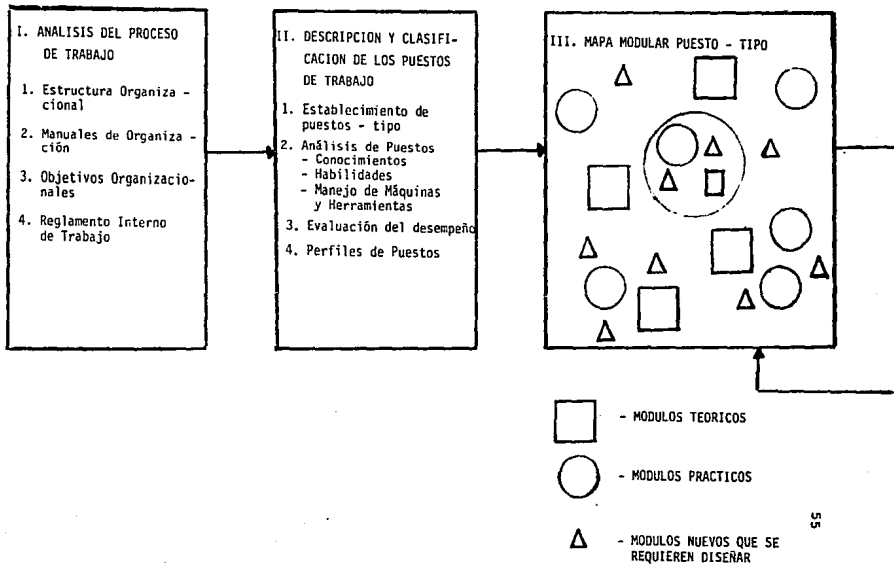 I. ANALISIS DEL PROCESO
DE TRABAJO
1. Estructura Organiza -
cional
2. Manuales de Organiza -
ción
3. Objetivos Organizacio-
nales
4. Reglamento Interno
de Trabajo
II. DESCRIPCION Y CLASIFI-
CACION DE LOS PUESTOS
DE TRABAJO
1. Establecimiento de
puestos - tipo
2. Análisis de Puestos
- Conocimientos
- Habilidades
- Manejo de Máquinas
y Herramientas
3. Evaluación del desempeño
4. Perfiles de Puestos
III. MAPA MODULAR PUESTO - TIPO
- MODULOS TEORICOS
- MODULOS PRACTICOS
- MODULOS NUEVOS QUE SE
REQUIEREN DISEÑAR
55